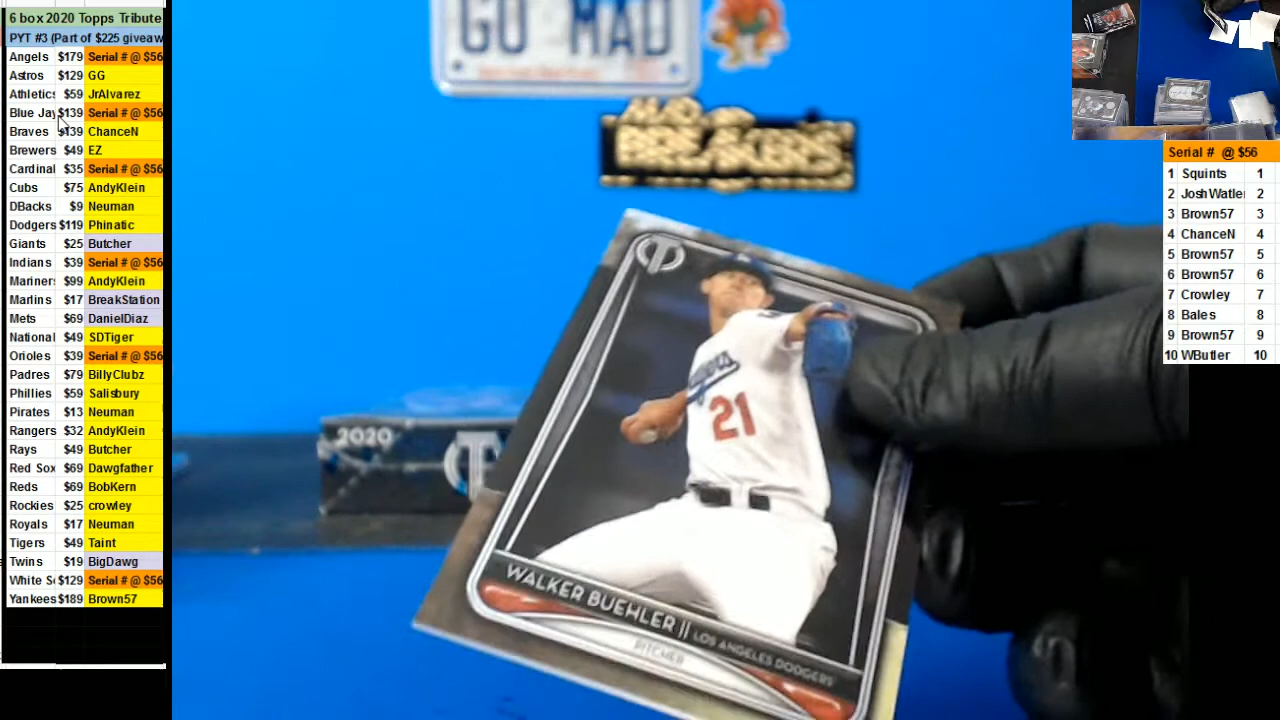 6 box 2020 Topps Tribute
PYT #3 (Part of $225 giveaw
Angels $179 Serial # @ $56
Astros $129 GG
Athletics $59 JrAlvarez
Blue Jay $139 Serial # @ $56
Braves $139 ChanceN
Brewers $49 EZ
Cardinal $35 Serial # @ $56
Cubs $75 AndyKlein
DBacks $9 Neuman
Dodgers $119 Phinatic
Giants $25 Butcher
Indians $39 Serial # @ $56
Mariners $99 AndyKlein
Marlins $17 BreakStation
Mets $69 DanielDiaz
National $49 SDTiger
Orioles $39 Serial # @ $56
Padres $79 BillyClubz
Phillies $59 Salisbury
Pirates $13 Neuman
Rangers $32 AndyKlein
Rays $49 Butcher
Red Sox $69 Dawgfather
Reds $69 BobKern
Rockies $25 crowley
Royals $17 Neuman
Tigers $49 Taint
Twins $19 BigDawg
White S $129 Serial # @ $56
Yankees $189 Brown57
GO MAD
BREAKERS
2020
Dodgers
21
WALKER BUEHLER || LOS ANGELES DODGERS
PITCHER
Serial # @ $56
1 Squints 1
2 JoshWatle 2
3 Brown57 3
4 ChanceN 4
5 Brown57 5
6 Brown57 6
7 Crowley 7
8 Bales 8
9 Brown57 9
10 WButler 10